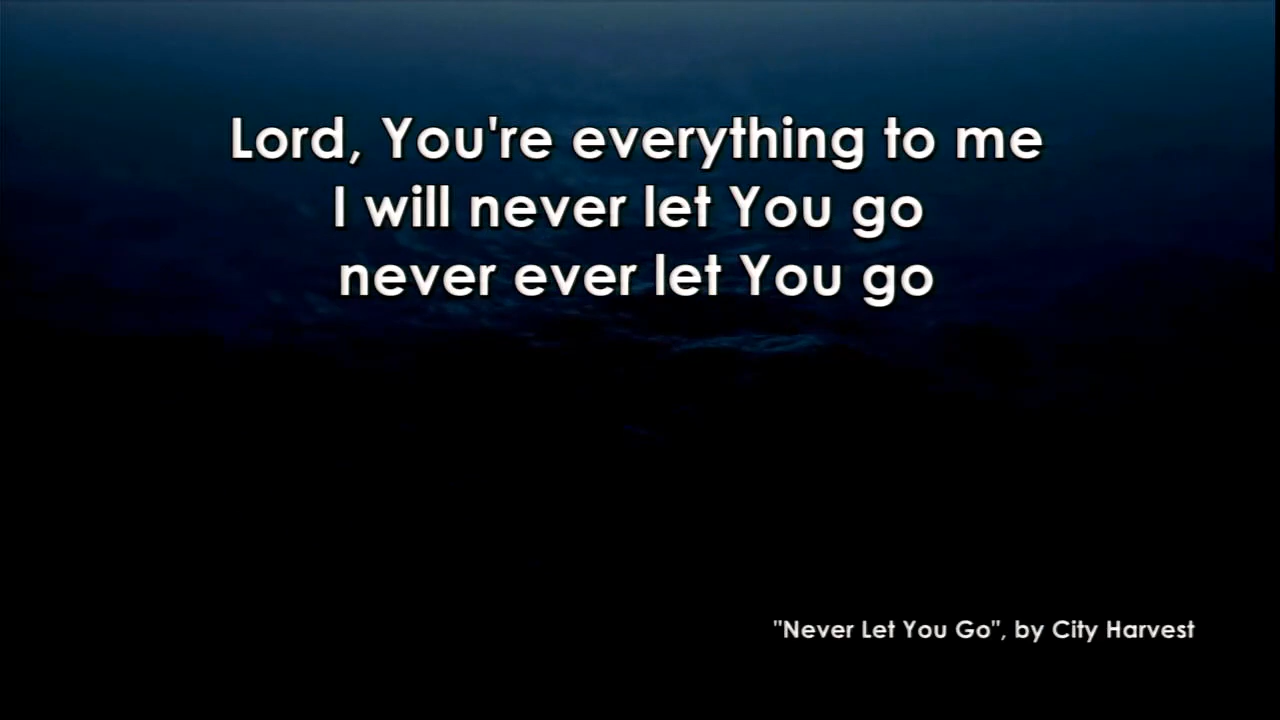 Lord, You're everything to me
I will never let You go
never ever let You go
"Never Let You Go", by City Harvest